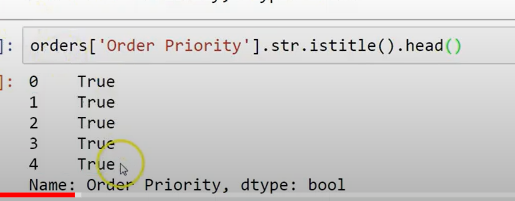 ]: orders['Order Priority'].str.istitle().head()
]: 0 True
1 True
2 True
3 True
4 True
Name: Order Priority, dtype: bool